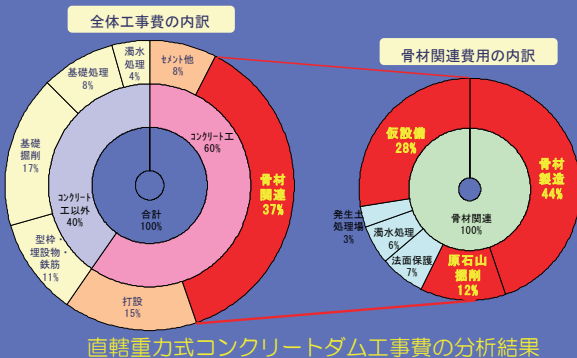 全体工事費の内訳
濁水
処理
4%
セメント他
8%
基礎処理
8%
基礎
掘削
17%
コンクリート工
60%
骨材
関連
37%
コンクリート
工以外
40%
合計
100%
型枠・
埋設物・
鉄筋
11%
打設
15%
骨材関連費用の内訳
仮設備
28%
骨材
製造
44%
発生土
処理場
3%
骨材関連
100%
濁水処理
6%
法面保護
7%
原石山
掘削
12%
直轄重力式コンクリートダム工事費の分析結果